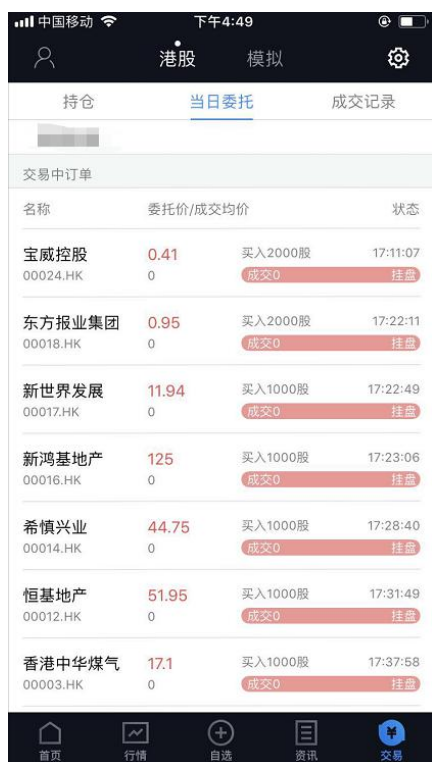 中国移动 下午4:49
港股 模拟
持仓 当日委托 成交记录
交易中订单
名称 委托价/成交均价 状态
宝威控股 0.41 买入2000股 17:11:07
00024.HK 0 成交0 挂盘
东方报业集团 0.95 买入2000股 17:22:11
00018.HK 0 成交0 挂盘
新世界发展 11.94 买入1000股 17:22:49
00017.HK 0 成交0 挂盘
新鸿基地产 125 买入1000股 17:23:06
00016.HK 0 成交0 挂盘
希慎兴业 44.75 买入1000股 17:28:40
00014.HK 0 成交0 挂盘
恒基地产 51.95 买入1000股 17:31:49
00012.HK 0 成交0 挂盘
香港中华煤气 17.1 买入1000股 17:37:58
00003.HK 0 成交0 挂盘
首页 行情 自选 资讯 交易